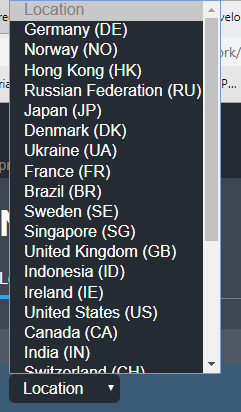 Location
Germany (DE)
Norway (NO)
Hong Kong (HK)
Russian Federation (RU)
Japan (JP)
Denmark (DK)
Ukraine (UA)
France (FR)
Brazil (BR)
Sweden (SE)
Singapore (SG)
United Kingdom (GB)
Indonesia (ID)
Ireland (IE)
United States (US)
Canada (CA)
India (IN)
Switzerland (CH)
Location